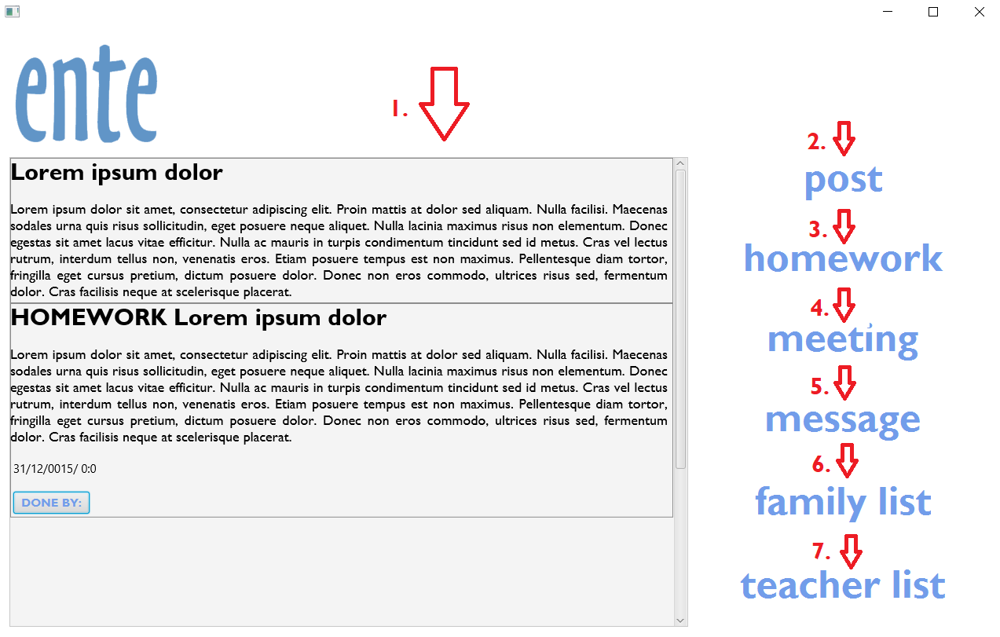 ente
1.
Lorem ipsum dolor
Lorem ipsum dolor sit amet, consectetur adipiscing elit. Proin mattis at dolor sed aliquam. Nulla facilisi. Maecenas
sodales urna quis risus sollicitudin, eget posuere neque aliquet. Nulla lacinia maximus risus non elementum. Donec
egestas sit amet lacus vitae efficitur. Nulla ac mauris in turpis condimentum tincidunt sed id metus. Cras vel lectus
rutrum, interdum tellus non, venenatis eros. Etiam posuere tempus est non maximus. Pellentesque diam tortor,
fringilla eget cursus pretium, dictum posuere dolor. Donec non eros commodo, ultrices risus sed, fermentum
dolor. Cras facilisis neque at scelerisque placerat.
HOMEWORK Lorem ipsum dolor
Lorem ipsum dolor sit amet, consectetur adipiscing elit. Proin mattis at dolor sed aliquam. Nulla facilisi. Maecenas
sodales urna quis risus sollicitudin, eget posuere neque aliquet. Nulla lacinia maximus risus non elementum. Donec
egestas sit amet lacus vitae efficitur. Nulla ac mauris in turpis condimentum tincidunt sed id metus. Cras vel lectus
rutrum, interdum tellus non, venenatis eros. Etiam posuere tempus est non maximus. Pellentesque diam tortor,
fringilla eget cursus pretium, dictum posuere dolor. Donec non eros commodo, ultrices risus sed, fermentum
dolor. Cras facilisis neque at scelerisque placerat.
31/12/0015/ 0:0
DONE BY:
2.
post
3.
homework
4.
meeting
5.
message
6.
family list
7.
teacher list